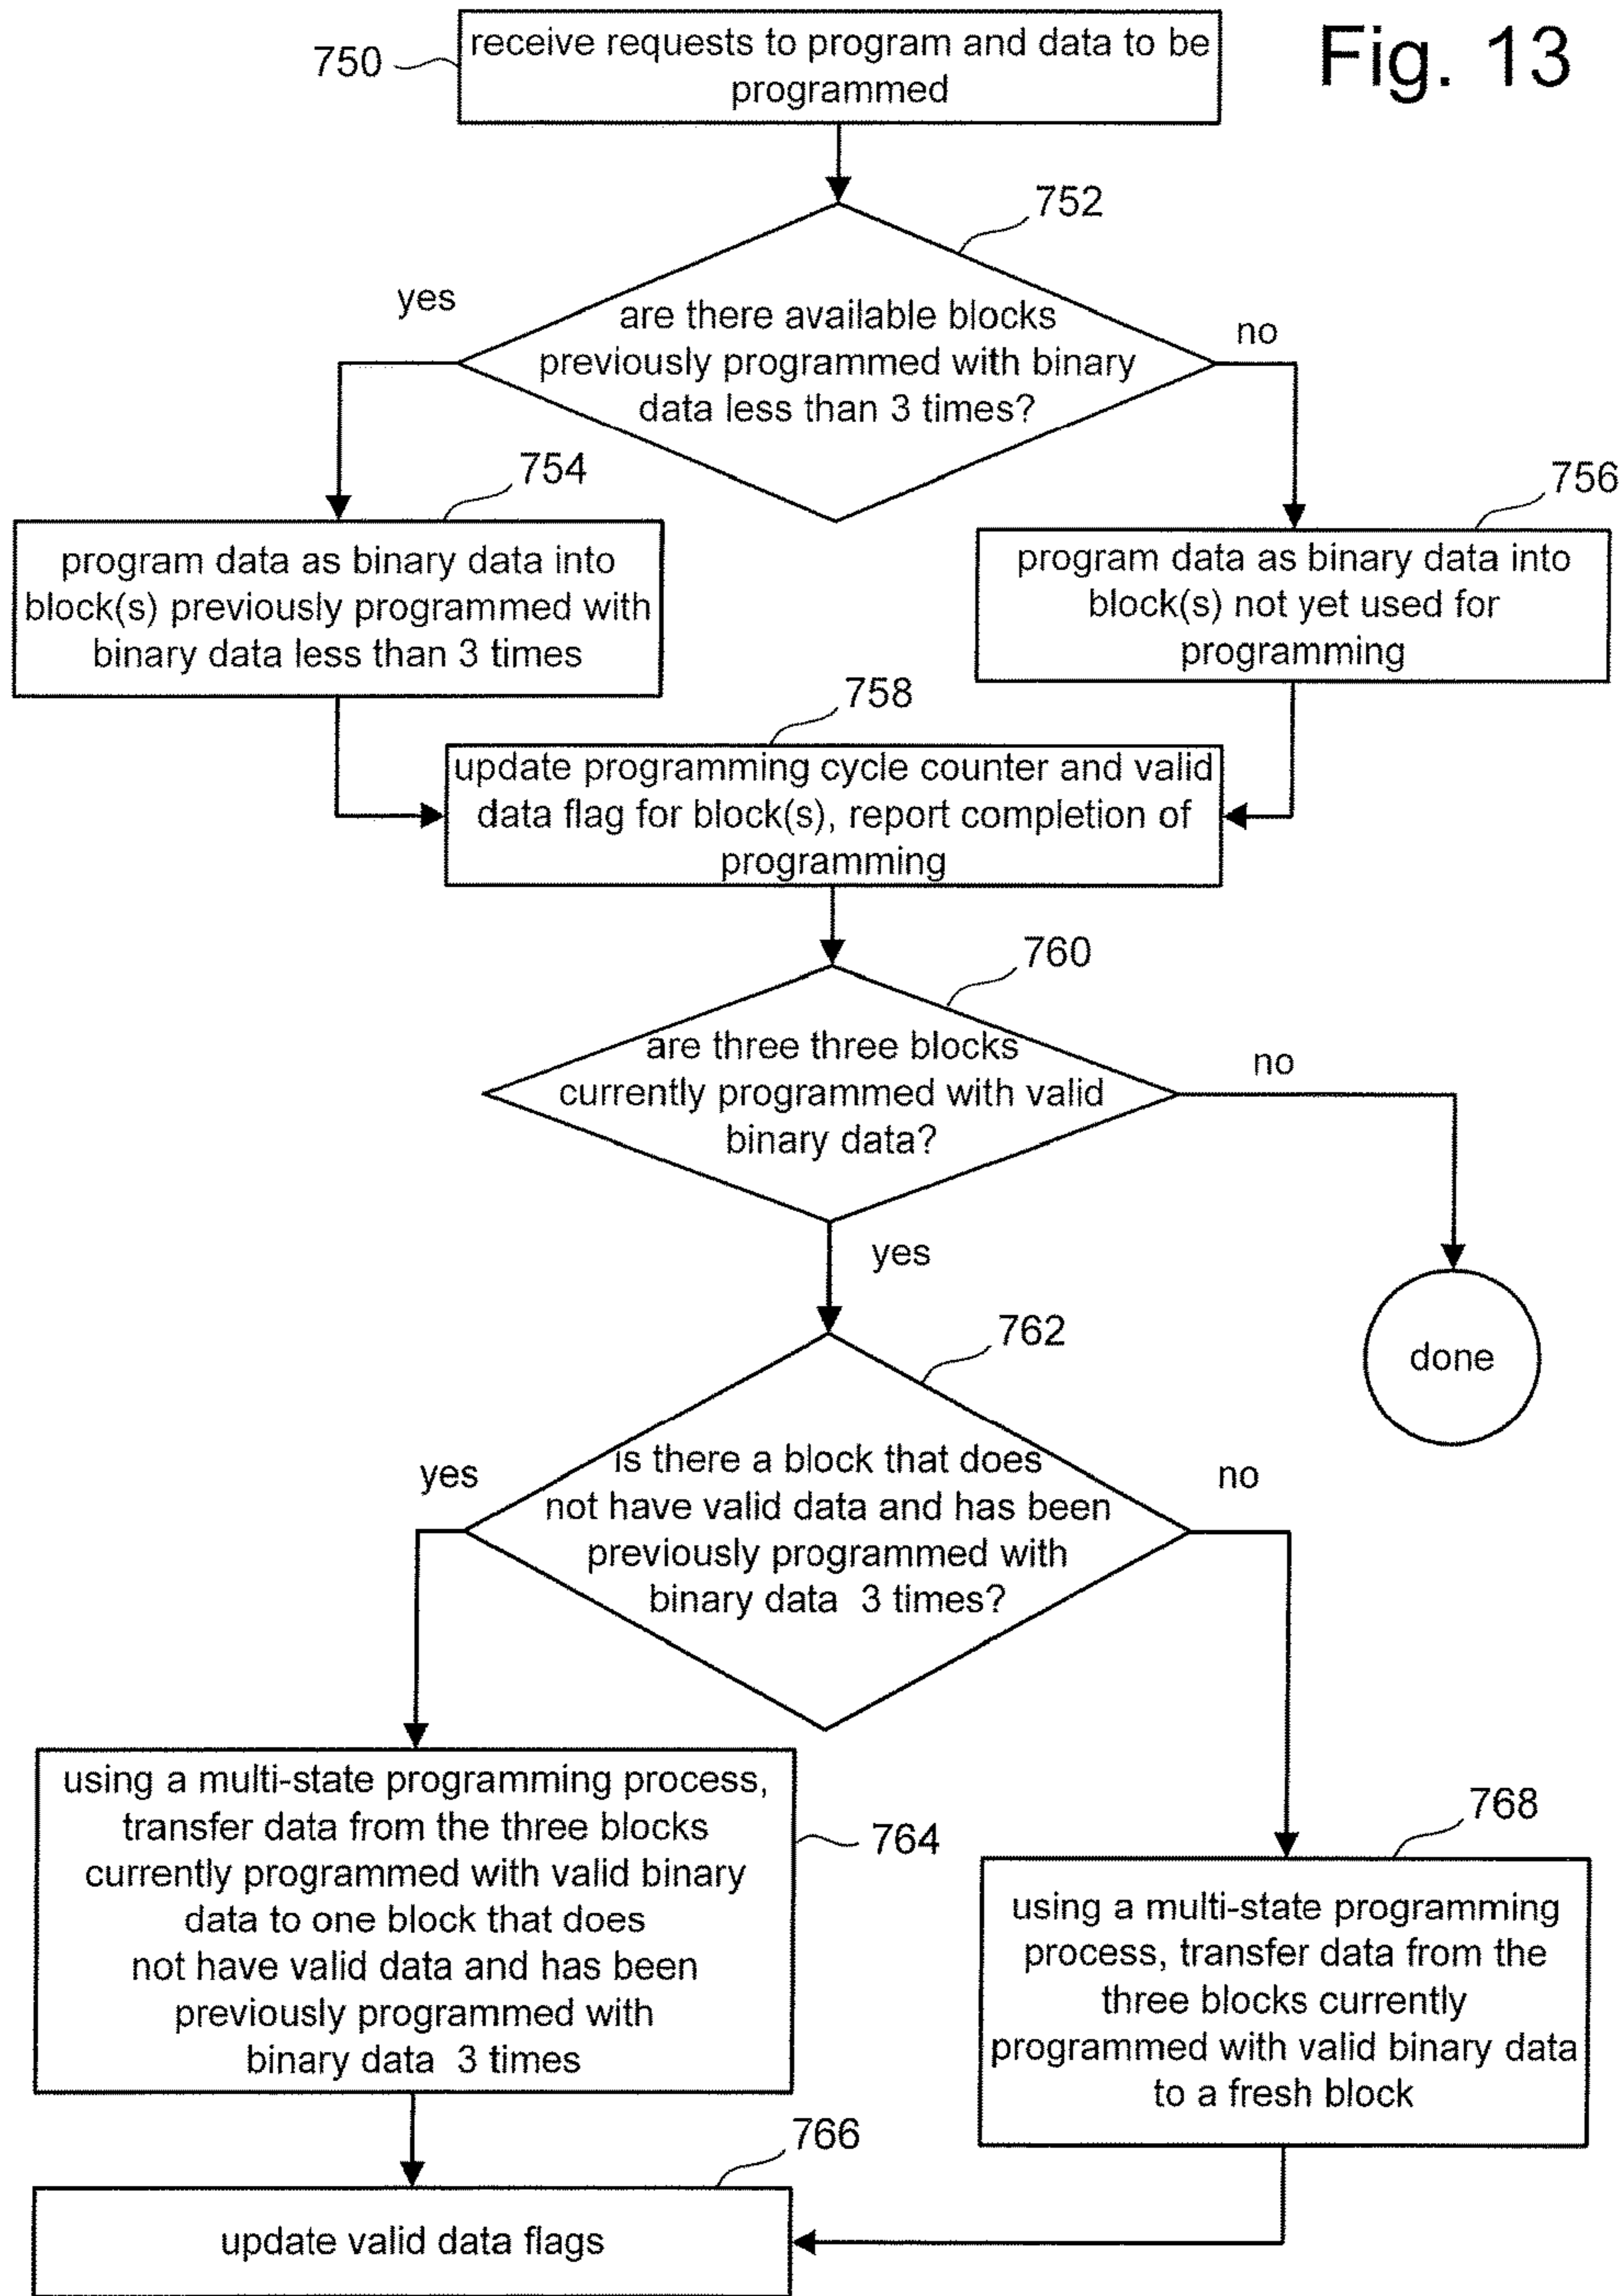 Fig. 13
750
receive requests to program and data to be
programmed
752
yes
are there available blocks
previously programmed with binary
data less than 3 times?
no
754
program data as binary data into
block(s) previously programmed with
binary data less than 3 times
756
program data as binary data into
block(s) not yet used for
programming
758
update programming cycle counter and valid
data flag for block(s), report completion of
programming
760
are three three blocks
currently programmed with valid
binary data?
no
yes
done
762
yes
is there a block that does
not have valid data and has been
previously programmed with
binary data 3 times?
no
using a multi-state programming process,
transfer data from the three blocks
currently programmed with valid binary
data to one block that does
not have valid data and has been
previously programmed with
binary data 3 times
764
768
using a multi-state programming
process, transfer data from the
three blocks currently
programmed with valid binary data
to a fresh block
766
update valid data flags